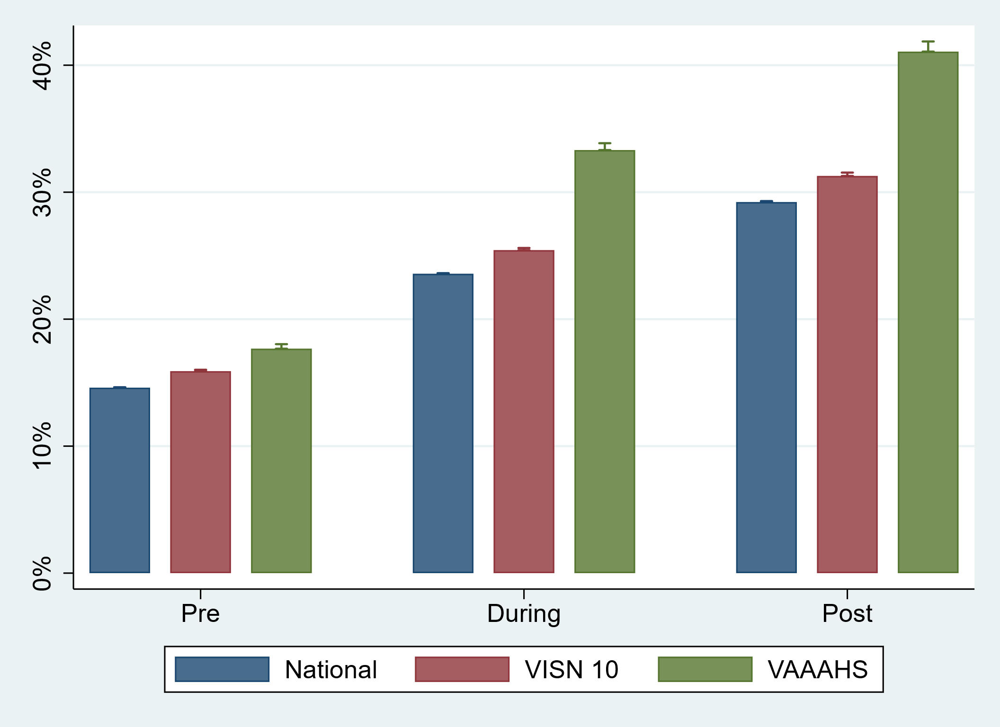 40%
30%
20%
10%
0%
Pre During Post
National VISN 10 VAAAHS